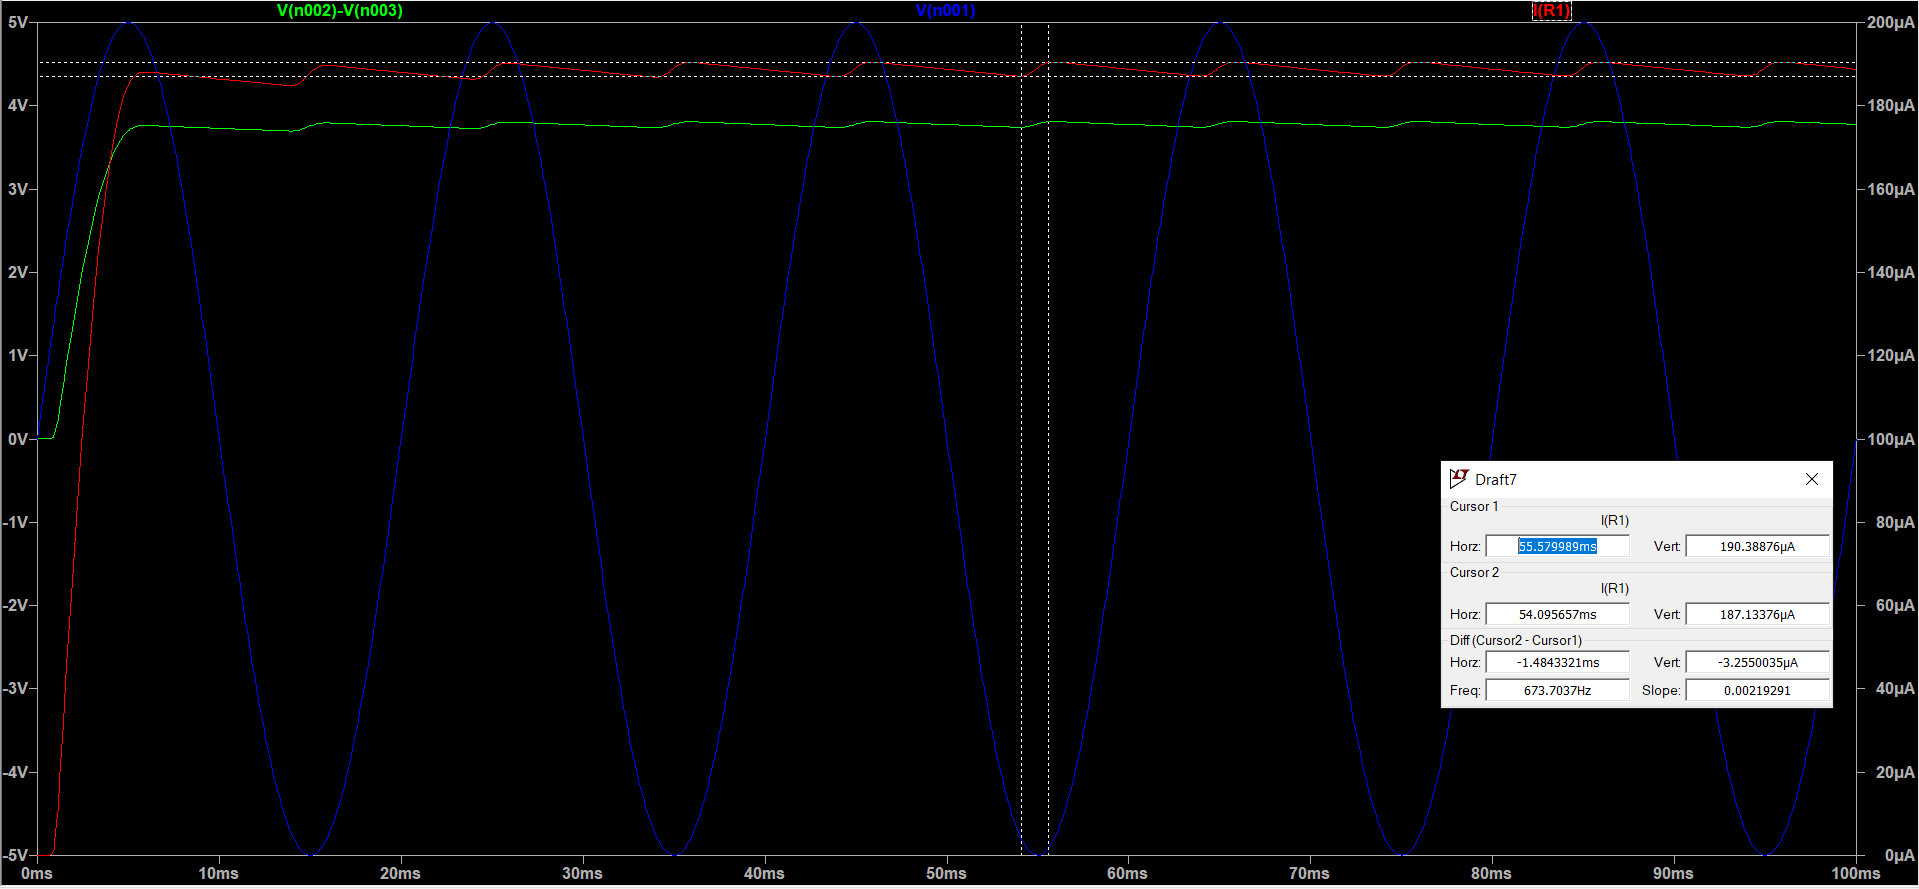 V(n002)-V(n003) V(n001) I(R1)
5V 200µA
4V 180µA
3V 160µA
2V 140µA
1V 120µA
0V 100µA
-1V 80µA
-2V 60µA
-3V 40µA
-4V 20µA
-5V 0µA
0ms 10ms 20ms 30ms 40ms 50ms 60ms 70ms 80ms 90ms 100ms
Draft7
Cursor 1
I(R1)
Horz: 55.579989ms Vert: 190.38876µA
Cursor 2
I(R1)
Horz: 54.095657ms Vert: 187.13376µA
Diff (Cursor2 - Cursor1)
Horz: -1.4843321ms Vert: -3.2550035µA
Freq: 673.7037Hz Slope: 0.00219291